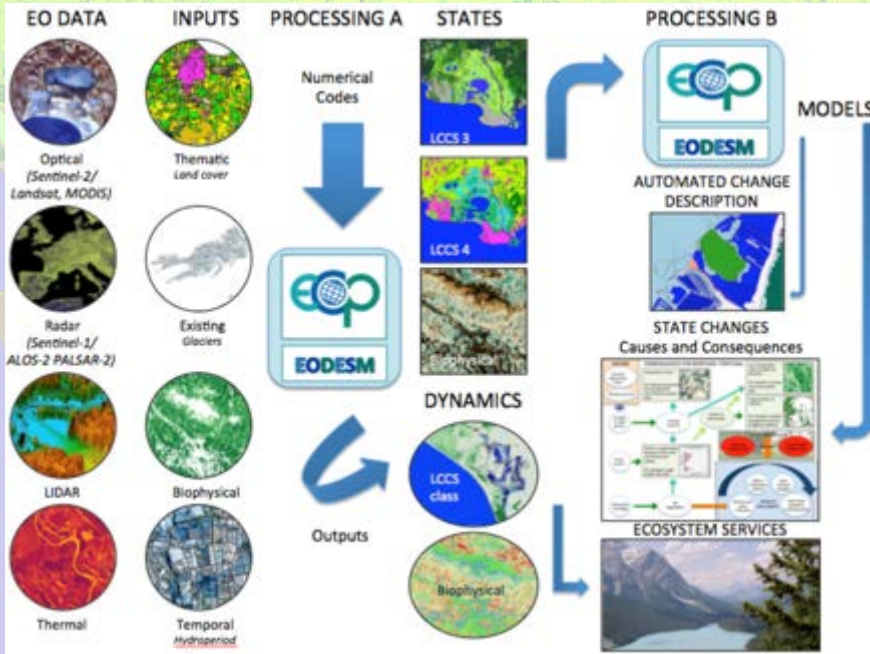 EO DATA
INPUTS
PROCESSING A
STATES
PROCESSING B
Optical
(Sentinel-2/
Landsat, MODIS)
Thematic
Land cover
Radar
(Sentinel-1/
ALOS-2 PALSAR-2)
Existing
Glaciers
LIDAR
Biophysical
Thermal
Temporal
Hydroperiod
Numerical
Codes
ecp
EODESM
Outputs
LCCS 3
LCCS 4
Biophysical
DYNAMICS
LCCS
class
Biophysical
ecp
EODESM
MODELS
AUTOMATED CHANGE
DESCRIPTION
STATE CHANGES
Causes and Consequences
ECOSYSTEM SERVICES